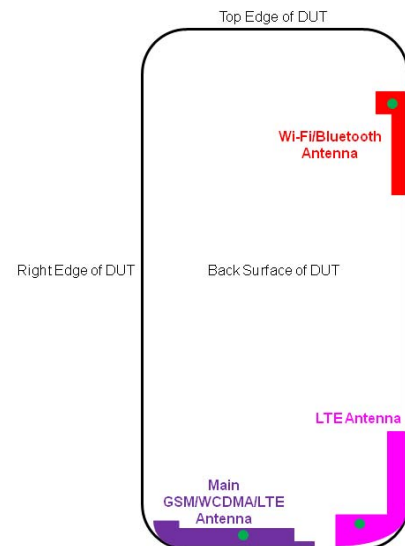 Top Edge of DUT
Wi-Fi/Bluetooth
Antenna
Right Edge of DUT
Back Surface of DUT
LTE Antenna
Main
GSM/WCDMA/LTE
Antenna